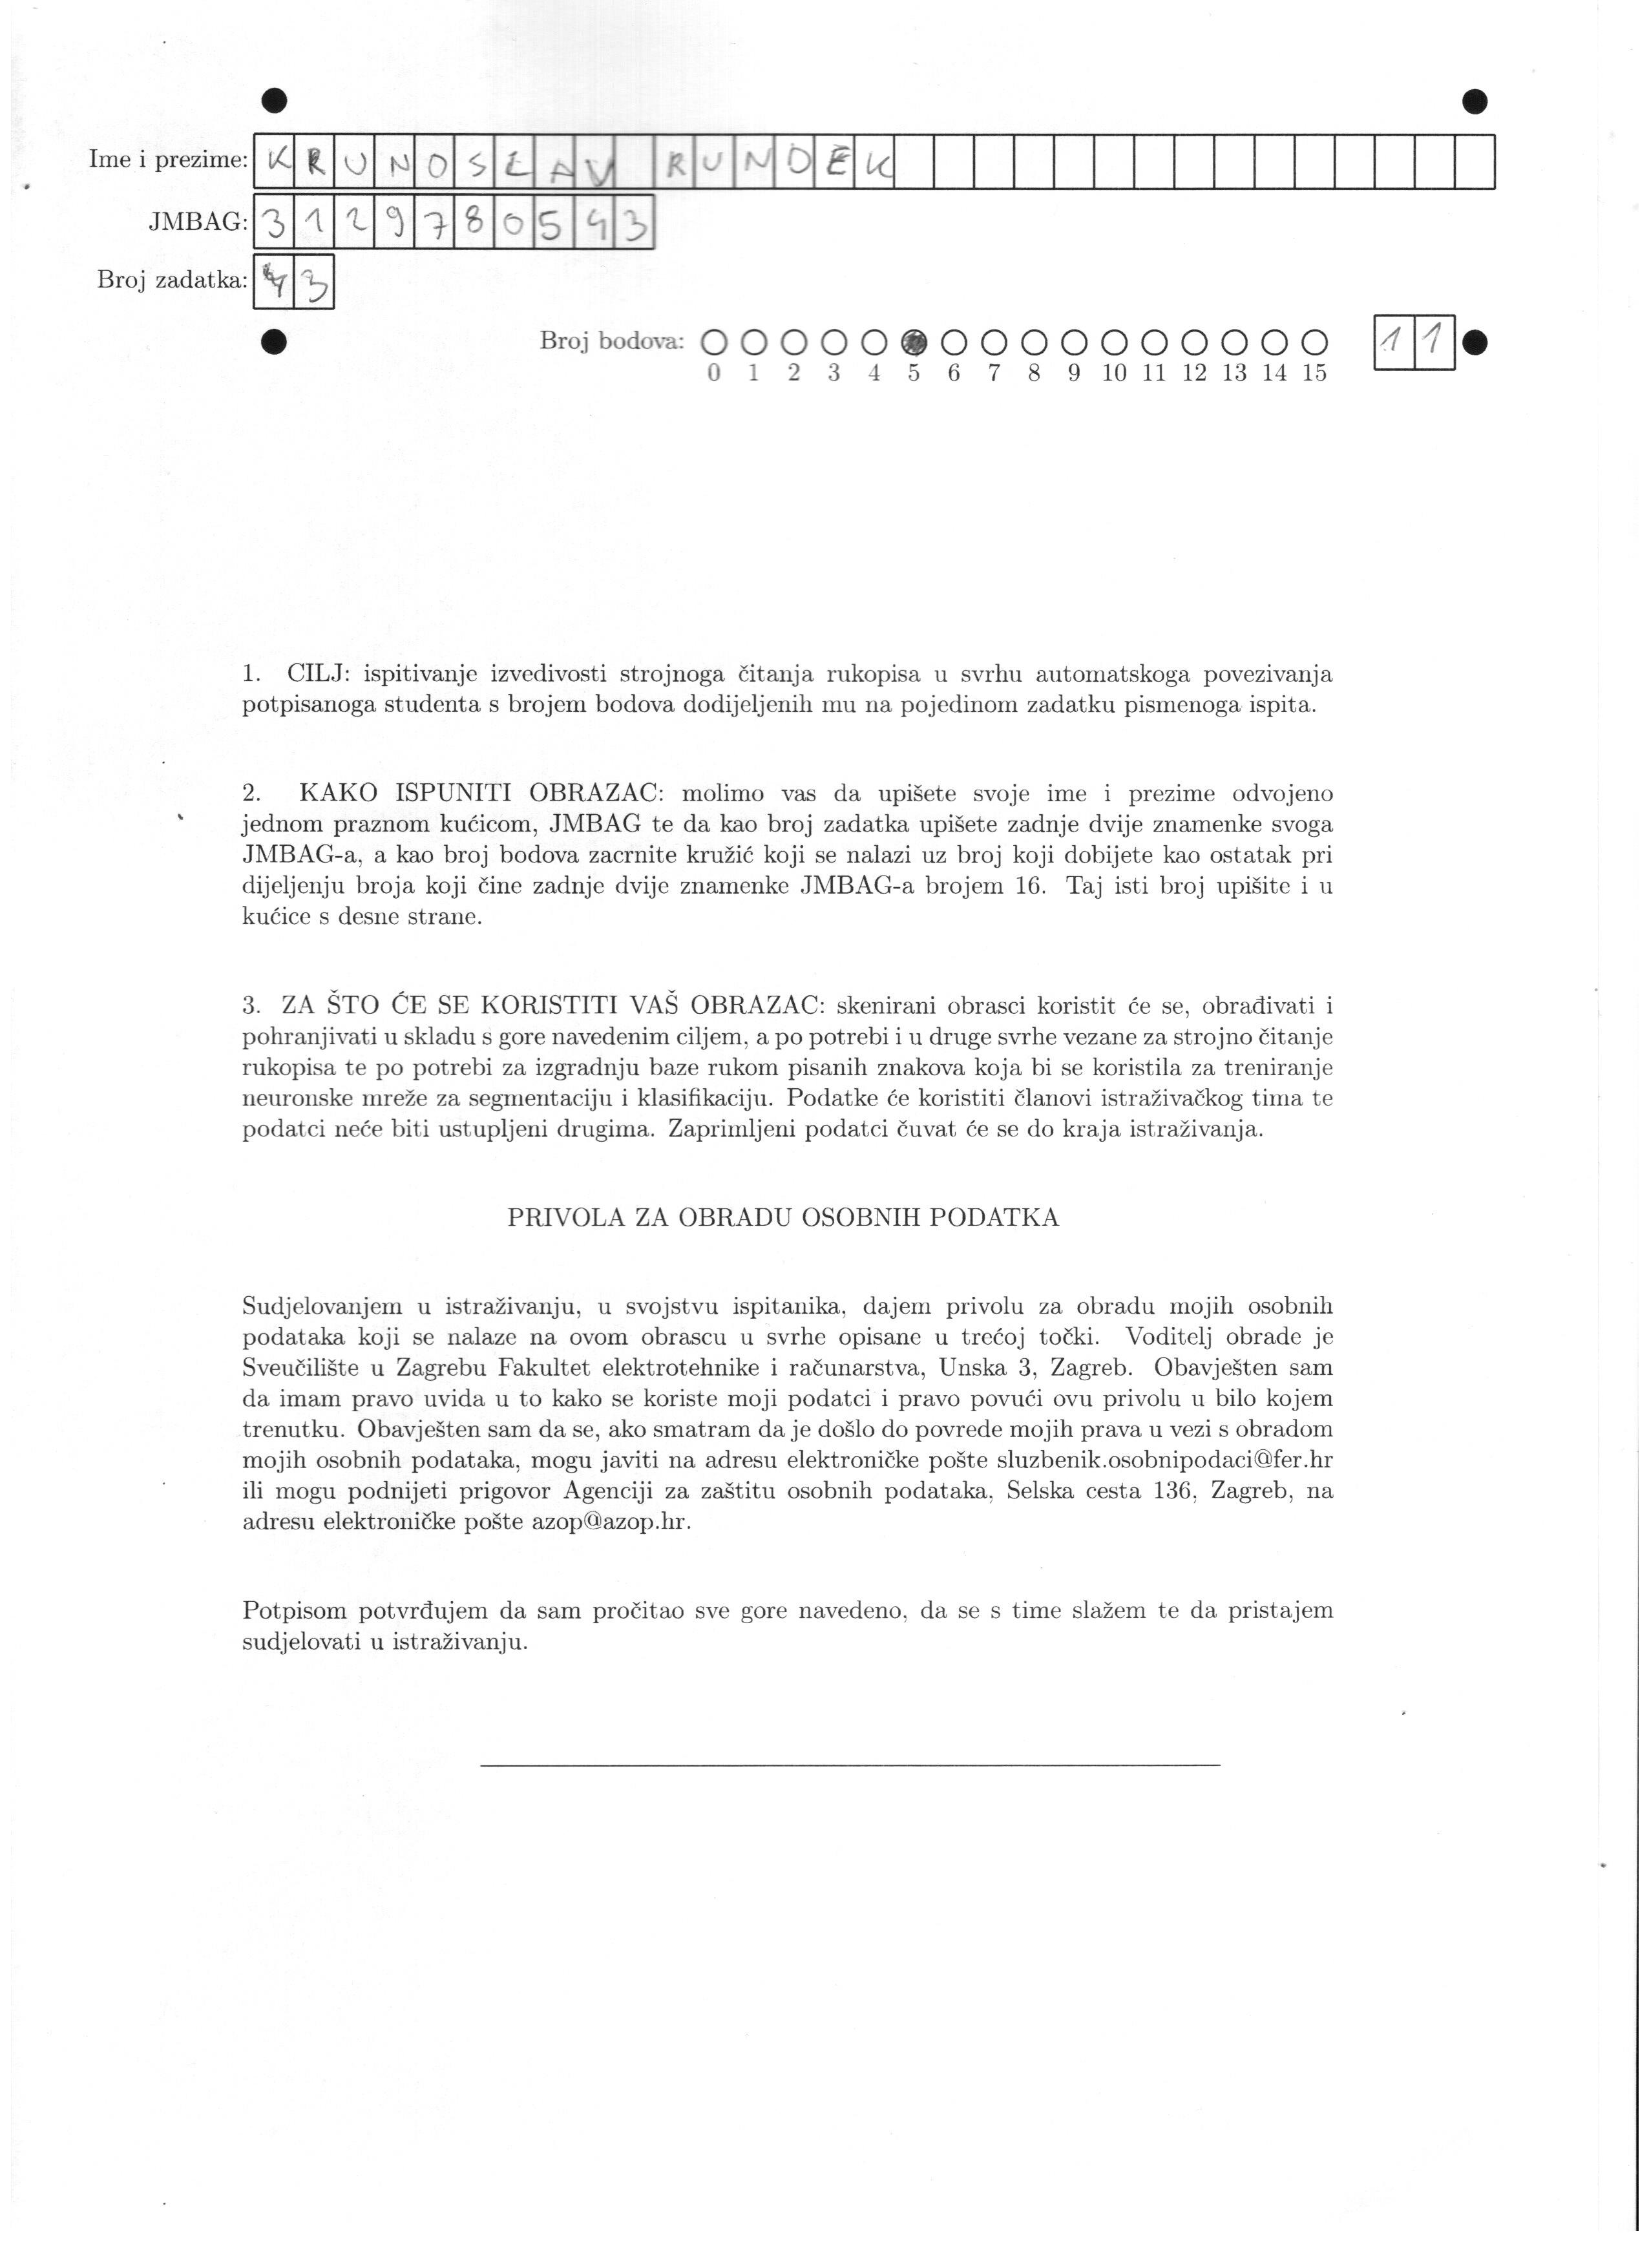 Ime i prezime: KRUNOSLAV RUNDEK
JMBAG: 3129780543
Broj zadatka: 43
Broj bodova: 11
0 1 2 3 4 5 6 7 8 9 10 11 12 13 14 15
1. CILJ: ispitivanje izvedivosti strojnoga čitanja rukopisa u svrhu automatskoga povezivanja
potpisanoga studenta s brojem bodova dodijeljenih mu na pojedinom zadatku pismenoga ispita.
2. KAKO ISPUNITI OBRAZAC: molimo vas da upišete svoje ime i prezime odvojeno
jednom praznom kućicom, JMBAG te da kao broj zadatka upišete zadnje dvije znamenke svoga
JMBAG-a, a kao broj bodova zacrnite kružić koji se nalazi uz broj koji dobijete kao ostatak pri
dijeljenju broja koji čine zadnje dvije znamenke JMBAG-a brojem 16. Taj isti broj upišite i u
kućice s desne strane.
3. ZA ŠTO ĆE SE KORISTITI VAŠ OBRAZAC: skenirani obrasci koristit će se, obrađivati i
pohranjivati u skladu s gore navedenim ciljem, a po potrebi i u druge svrhe vezane za strojno čitanje
rukopisa te po potrebi za izgradnju baze rukom pisanih znakova koja bi se koristila za treniranje
neuronske mreže za segmentaciju i klasifikaciju. Podatke će koristiti članovi istraživačkog tima te
podatci neće biti ustupljeni drugima. Zaprimljeni podatci čuvat će se do kraja istraživanja.
PRIVOLA ZA OBRADU OSOBNIH PODATKA
Sudjelovanjem u istraživanju, u svojstvu ispitanika, dajem privolu za obradu mojih osobnih
podataka koji se nalaze na ovom obrascu u svrhe opisane u trećoj točki. Voditelj obrade je
Sveučilište u Zagrebu Fakultet elektrotehnike i računarstva, Unska 3, Zagreb. Obavješten sam
da imam pravo uvida u to kako se koriste moji podatci i pravo povući ovu privolu u bilo kojem
trenutku. Obavješten sam da se, ako smatram da je došlo do povrede mojih prava u vezi s obradom
mojih osobnih podataka, mogu javiti na adresu elektroničke pošte sluzbenik.osobnipodaci@fer.hr
ili mogu podnijeti prigovor Agenciji za zaštitu osobnih podataka, Selska cesta 136, Zagreb, na
adresu elektroničke pošte azop@azop.hr.
Potpisom potvrđujem da sam pročitao sve gore navedeno, da se s time slažem te da pristajem
sudjelovati u istraživanju.